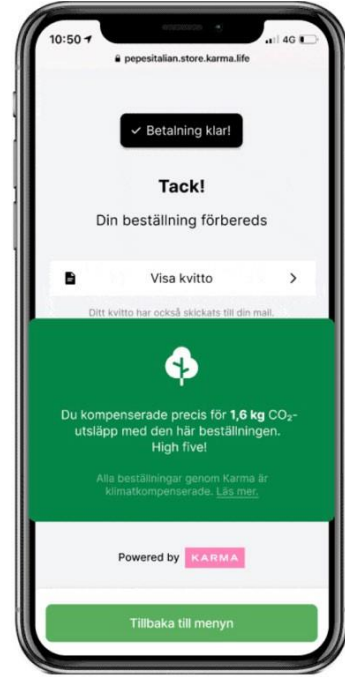 10:50
4G
pepesitalian.store.karma.life
✓ Betalning klar!
Tack!
Din beställning förbereds
Visa kvitto
Ditt kvitto har också skickats till din mail.
Du kompenserade precis för 1,6 kg CO₂-
utsläpp med den här beställningen.
High five!
Alla beställningar genom Karma är
klimatkompenserade. Läs mer.
Powered by KARMA
Tillbaka till menyn